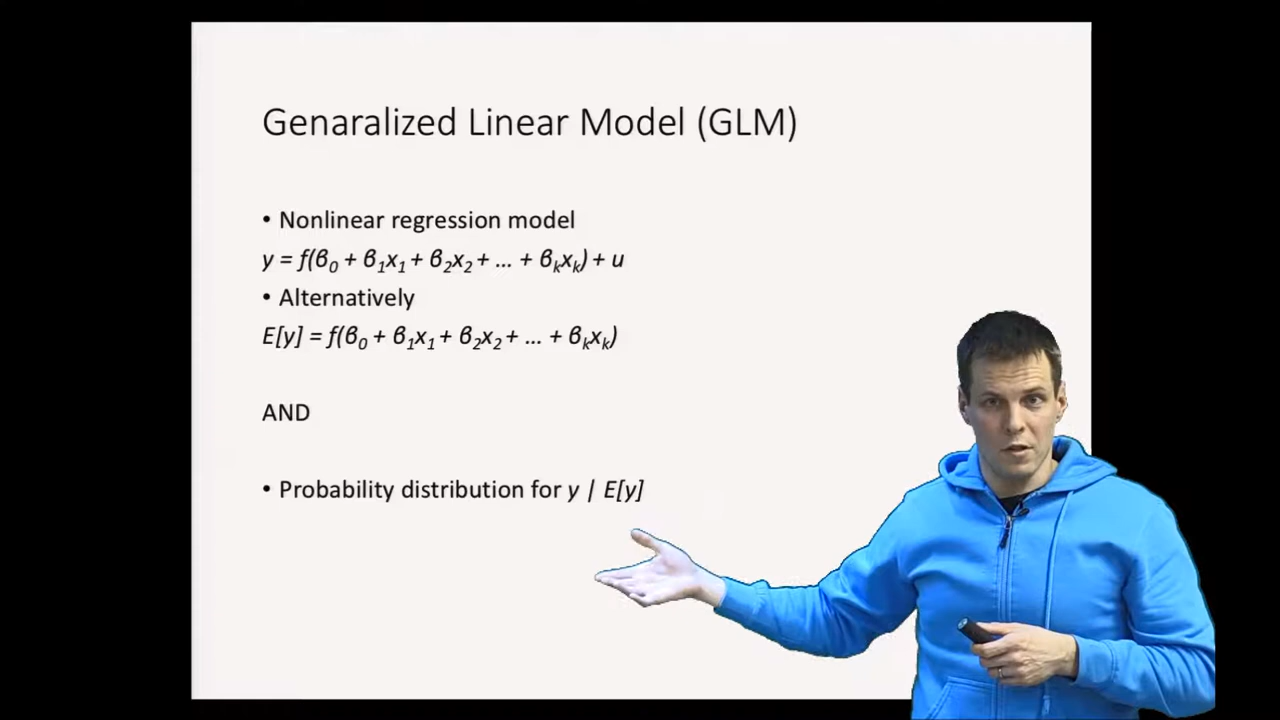 Genaralized Linear Model (GLM)
• Nonlinear regression model
y = f(β₀ + β₁x₁ + β₂x₂ + … + βₖxₖ) + u
• Alternatively
E[y] = f(β₀ + β₁x₁ + β₂x₂ + … + βₖxₖ)
AND
• Probability distribution for y | E[y]